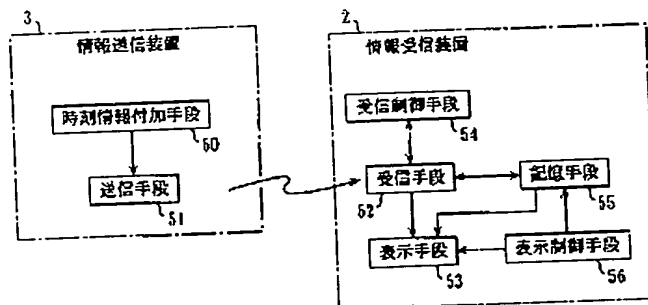 3
情報送信装置
時刻情報付加手段
50
送信手段
51
2
情報受信装置
受信制御手段
54
受信手段
52
記憶手段
55
表示手段
53
表示制御手段
56